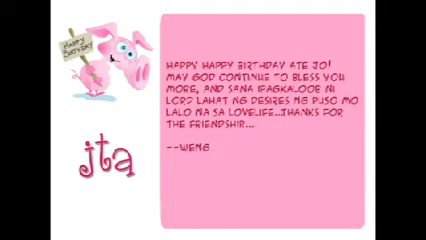 HAPPY
BIRTHDAY
HAPPY HAPPY BIRTHDAY ATE JO!
MAY GOD CONTINUE TO BLESS YOU
MORE, AND SANA IPAGKALOOB NI
LORD LAHAT NG DESIRES NG PUSO MO
LALO NA SA LOVELIFE...THANKS FOR
THE FRIENDSHIP...
--WENG
jta